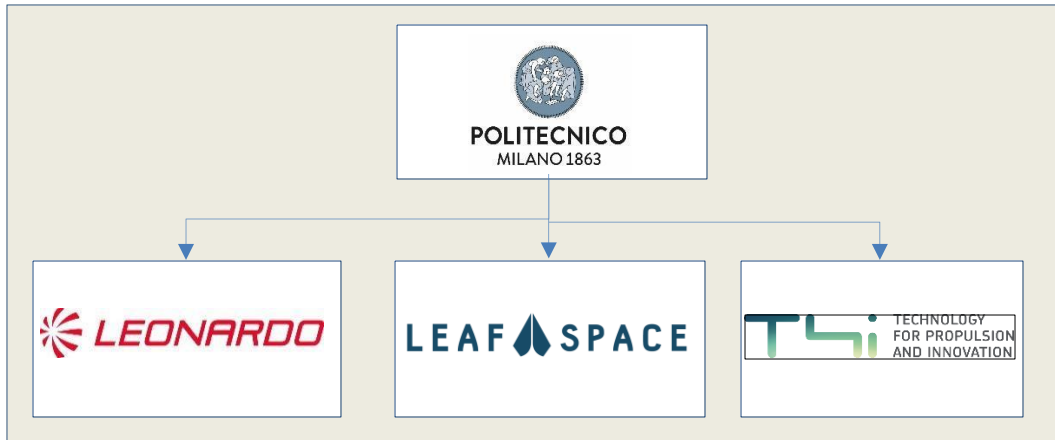 POLITECNICO
MILANO 1863
LEONARDO
LEAF SPACE
T4i TECHNOLOGY
FOR PROPULSION
AND INNOVATION